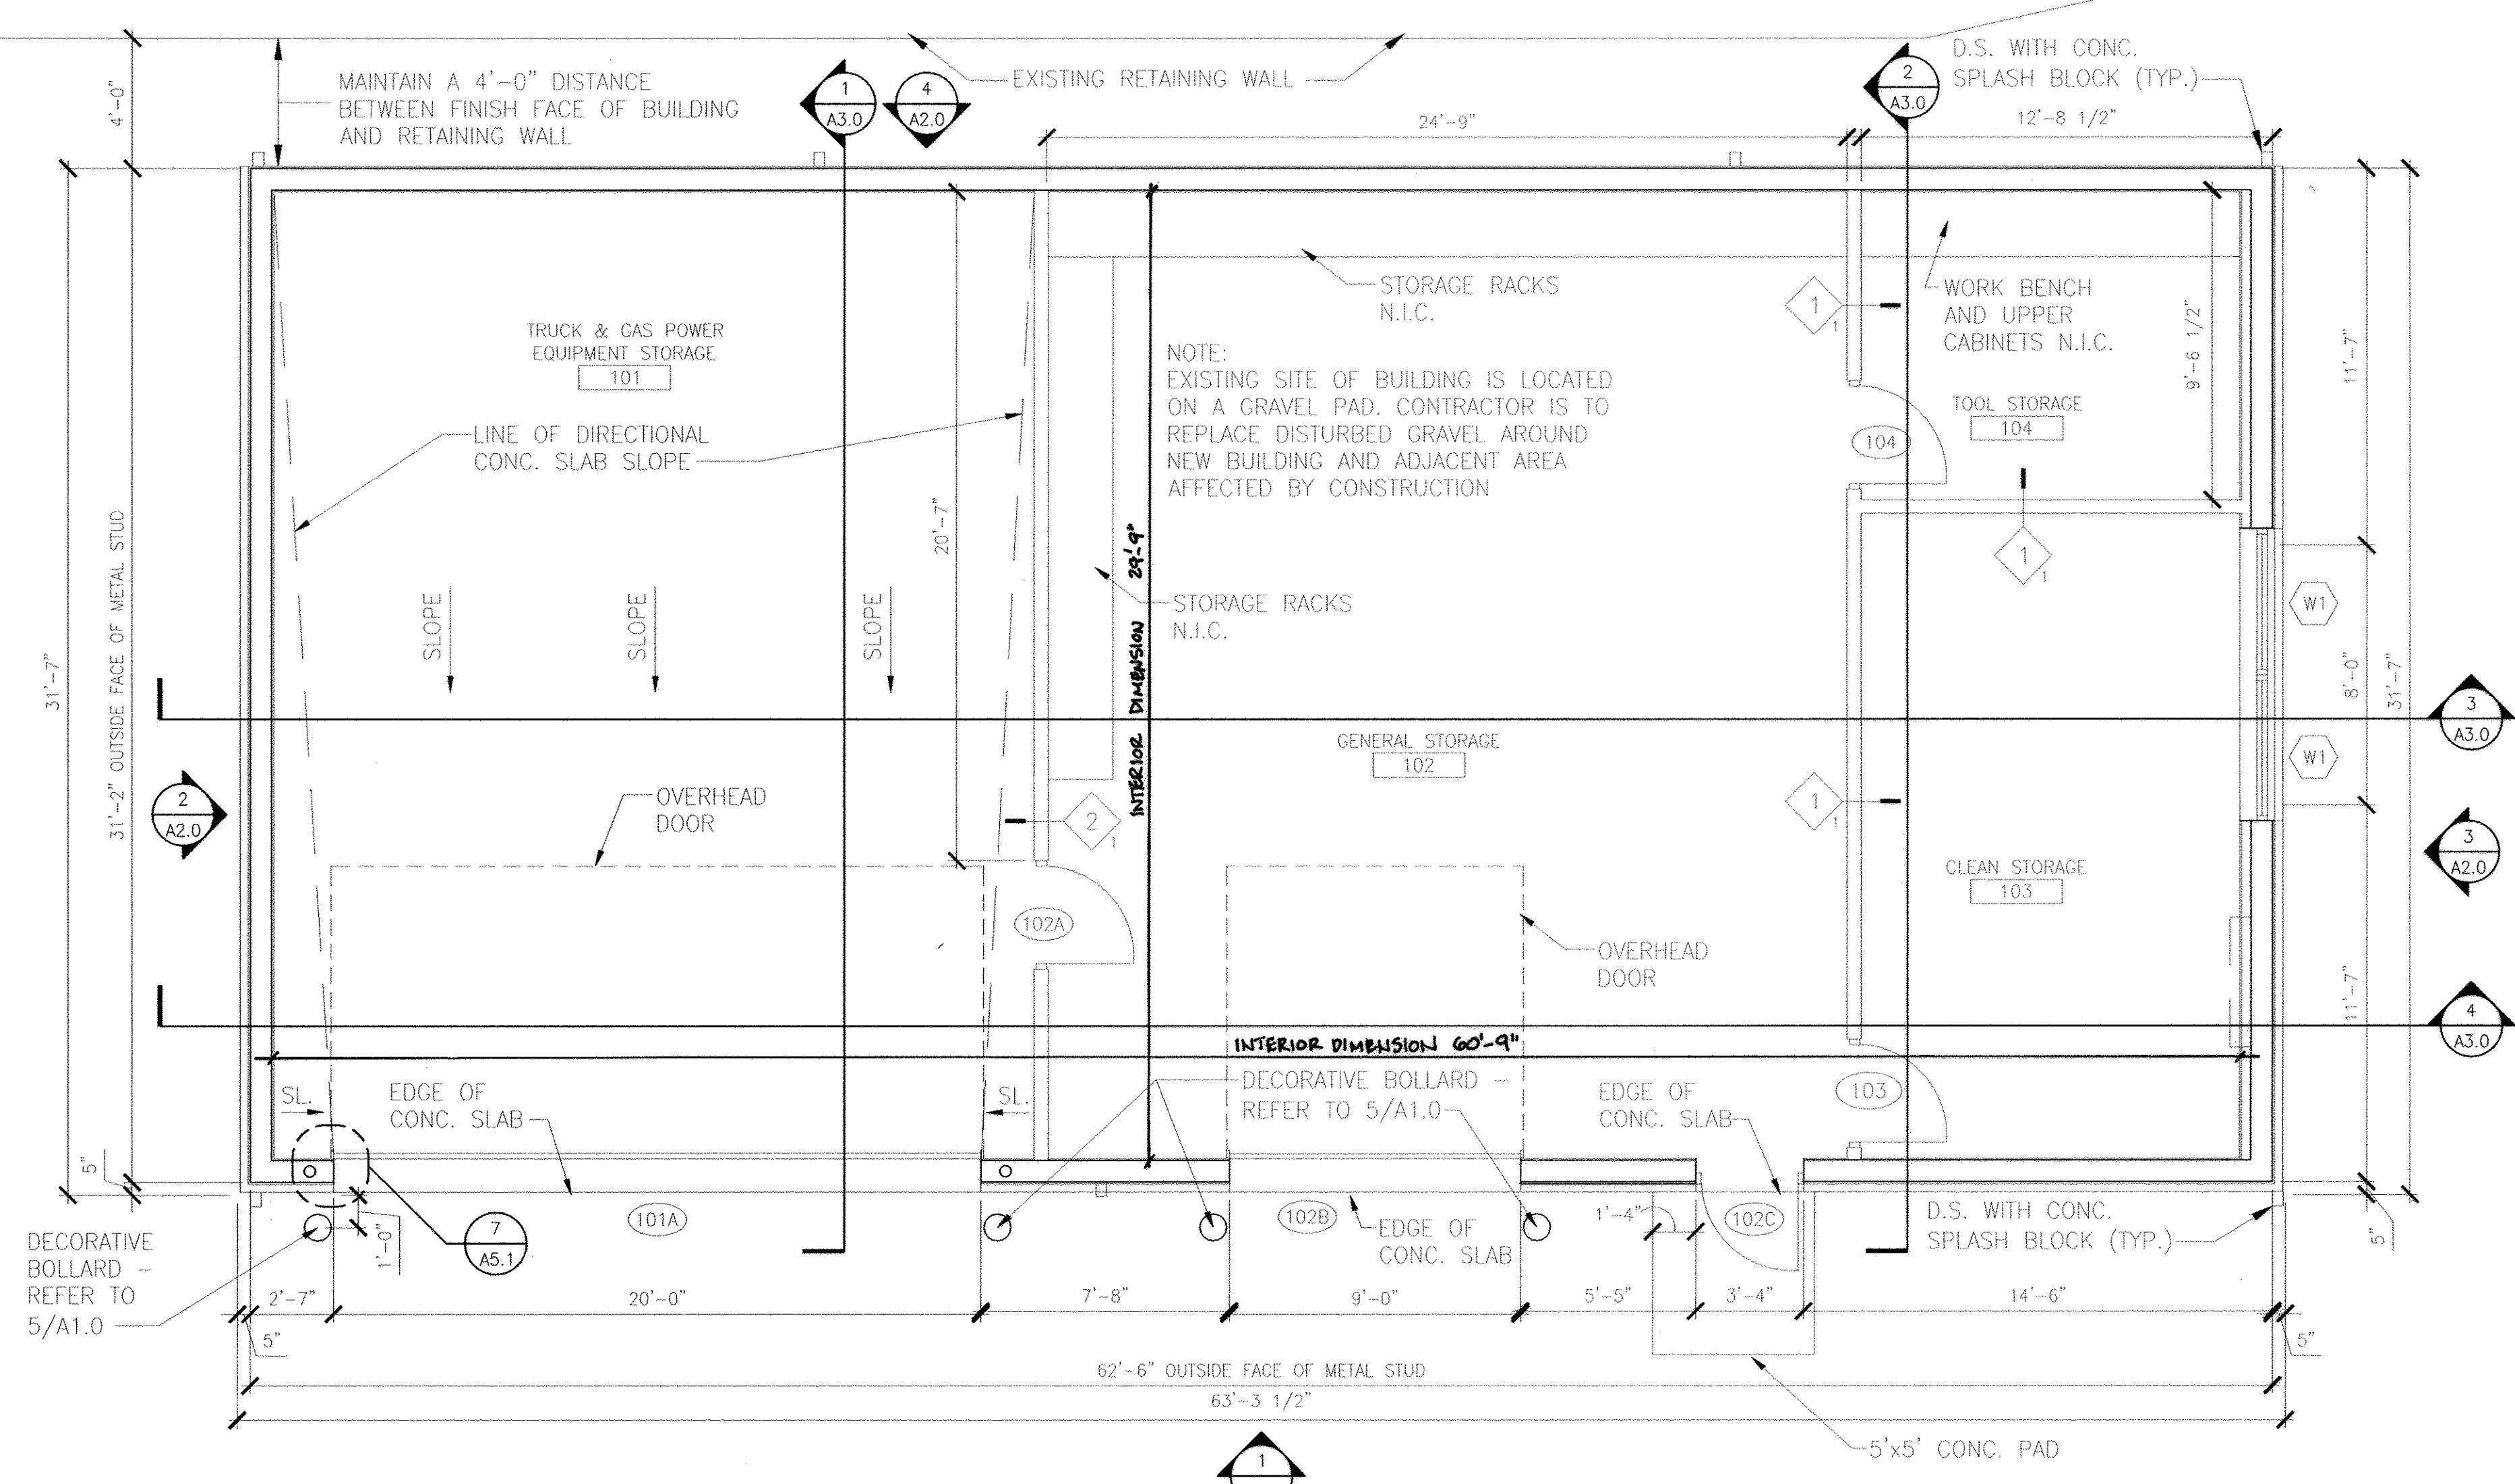 D.S. WITH CONC.
SPLASH BLOCK (TYP.)
EXISTING RETAINING WALL
MAINTAIN A 4'-0" DISTANCE
BETWEEN FINISH FACE OF BUILDING
AND RETAINING WALL
4'-0"
1
A3.0
4
A2.0
2
A3.0
24'-9"
12'-8 1/2"
STORAGE RACKS
N.I.C.
1
1
WORK BENCH
AND UPPER
CABINETS N.I.C.
9'-6 1/2"
11'-7"
TRUCK & GAS POWER
EQUIPMENT STORAGE
101
NOTE:
EXISTING SITE OF BUILDING IS LOCATED
ON A GRAVEL PAD. CONTRACTOR IS TO
REPLACE DISTURBED GRAVEL AROUND
NEW BUILDING AND ADJACENT AREA
AFFECTED BY CONSTRUCTION
TOOL STORAGE
104
104
LINE OF DIRECTIONAL
CONC. SLAB SLOPE
20'-7"
INTERIOR DIMENSION 29'-9"
1
1
STORAGE RACKS
N.I.C.
SLOPE
SLOPE
SLOPE
W1
31'-7"
31'-2" OUTSIDE FACE OF METAL STUD
8'-0"
31'-7"
3
A3.0
GENERAL STORAGE
102
W1
2
A2.0
OVERHEAD
DOOR
2
1
1
1
3
A2.0
CLEAN STORAGE
103
102A
OVERHEAD
DOOR
11'-7"
4
A3.0
INTERIOR DIMENSION 60'-9"
SL.
EDGE OF
CONC. SLAB
SL.
DECORATIVE BOLLARD -
REFER TO 5/A1.0
EDGE OF
CONC. SLAB
103
5"
101A
102B
1'-4"
102C
D.S. WITH CONC.
SPLASH BLOCK (TYP.)
5"
DECORATIVE
BOLLARD -
REFER TO
5/A1.0
1'-0"
7
A5.1
EDGE OF
CONC. SLAB
2'-7"
20'-0"
7'-8"
9'-0"
5'-5"
3'-4"
14'-6"
5"
5"
62'-6" OUTSIDE FACE OF METAL STUD
63'-3 1/2"
5'x5' CONC. PAD
1